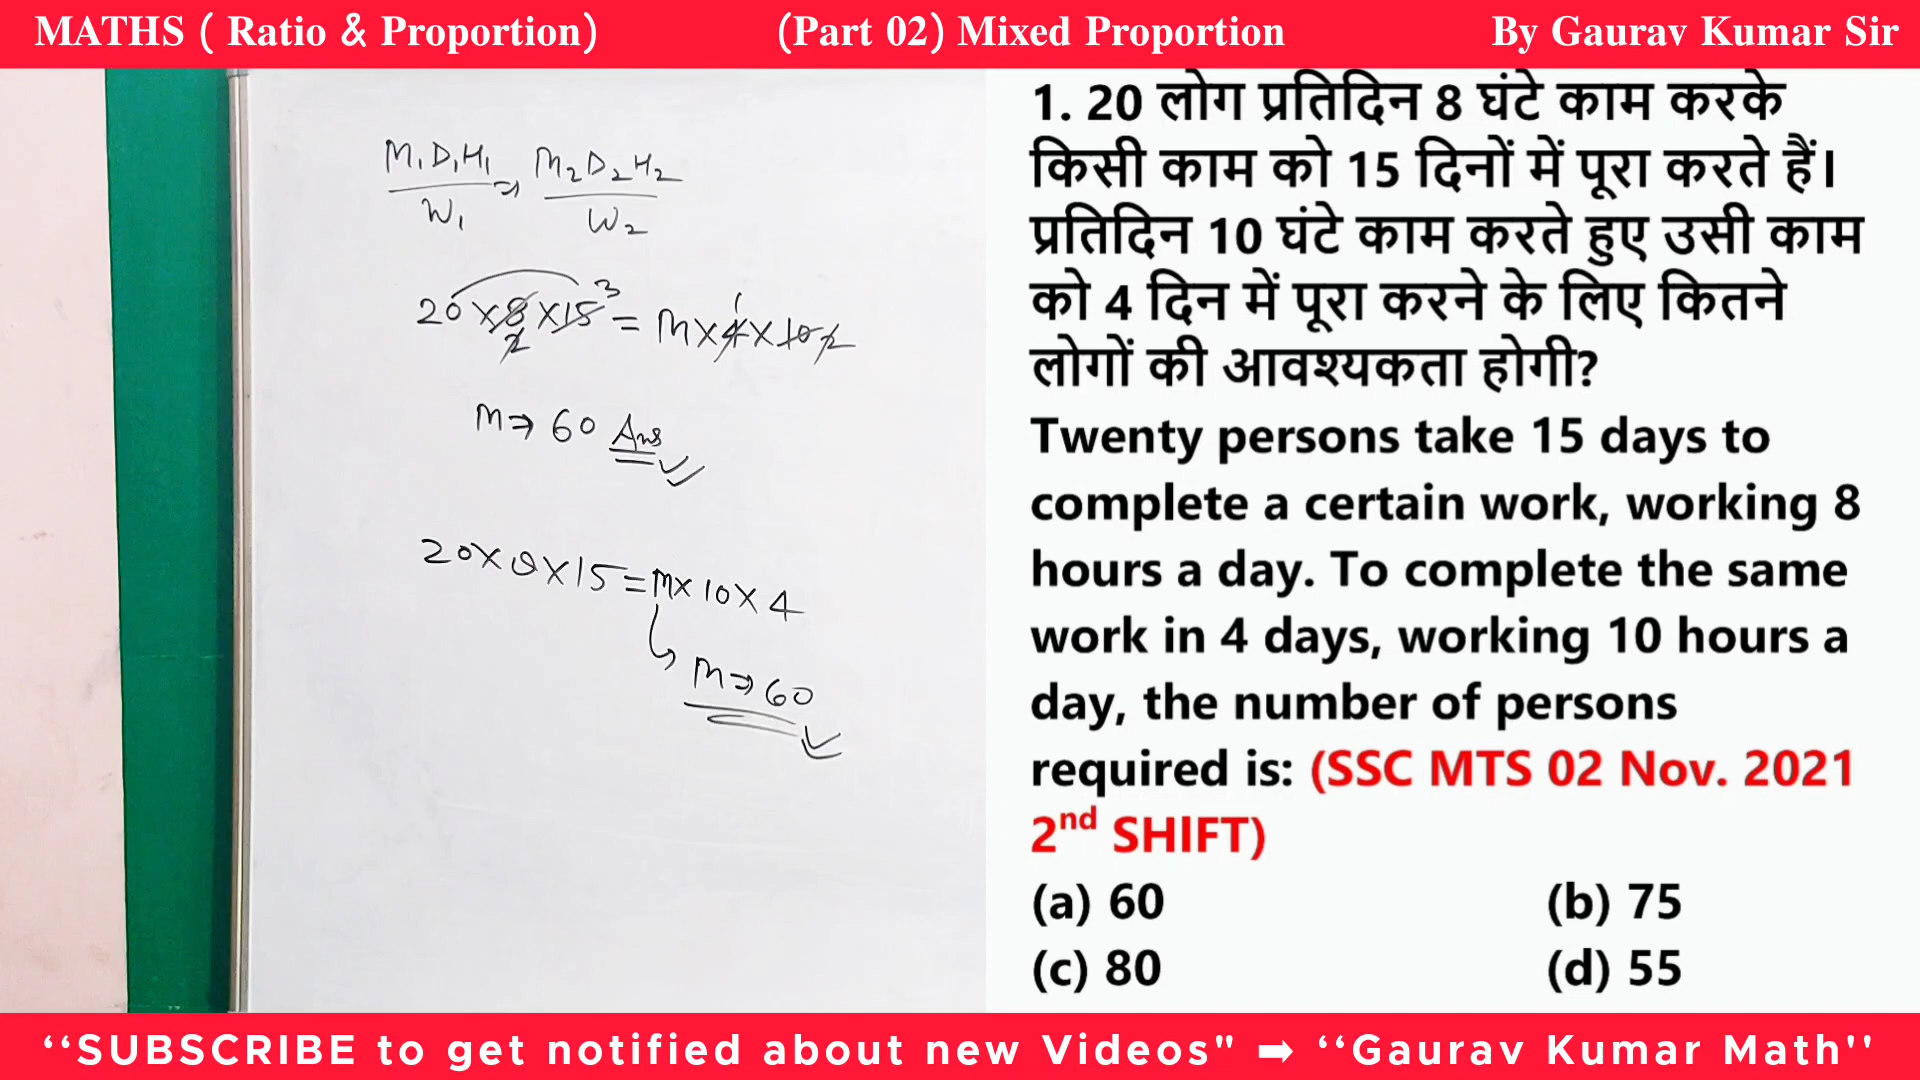 MATHS ( Ratio & Proportion)
(Part 02) Mixed Proportion
By Gaurav Kumar Sir
M₁D₁H₁ ⇒ M₂D₂H₂
W₁ W₂
20 × 8 × 15 3 = M × 4 × 10 2
2 1
M ⇒ 60 Ans
20 × 8 × 15 = M × 10 × 4
M ⇒ 60
1. 20 लोग प्रतिदिन 8 घंटे काम करके
किसी काम को 15 दिनों में पूरा करते हैं।
प्रतिदिन 10 घंटे काम करते हुए उसी काम
को 4 दिन में पूरा करने के लिए कितने
लोगों की आवश्यकता होगी?
Twenty persons take 15 days to
complete a certain work, working 8
hours a day. To complete the same
work in 4 days, working 10 hours a
day, the number of persons
required is: (SSC MTS 02 Nov. 2021
2nd SHIFT)
(a) 60 (b) 75
(c) 80 (d) 55
‘‘SUBSCRIBE to get notified about new Videos" ➡ ‘‘Gaurav Kumar Math''